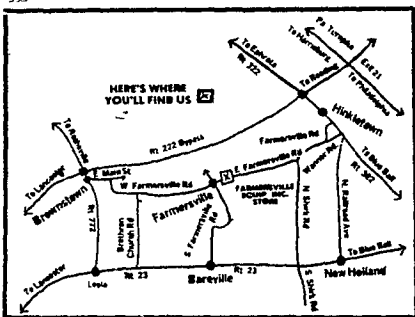 Pa Turnpike
Exit 21
To Harrisburg
To Philadelphia
To Ephrata
Rt 322
To Reading
HERE'S WHERE
YOU'LL FIND US
Hinkletown
Rt 222 Bypass
Farmersville Rd
E. Farmersville Rd
Wanner Rd.
To Blue Ball
Rt 322
To Lancaster
E Main St
W Farmersville Rd
Brownstown
Farmersville
FARMERSVILLE
EQUIP. INC.
STORE
Rt 772
Brethren
Church Rd
S Farmersville
Rd
N Shirk Rd
N Railroad Ave
To Blue Ball
To Lancaster
Leola
Rt. 23
Bareville
Rt 23
S Shirk Rd
New Holland